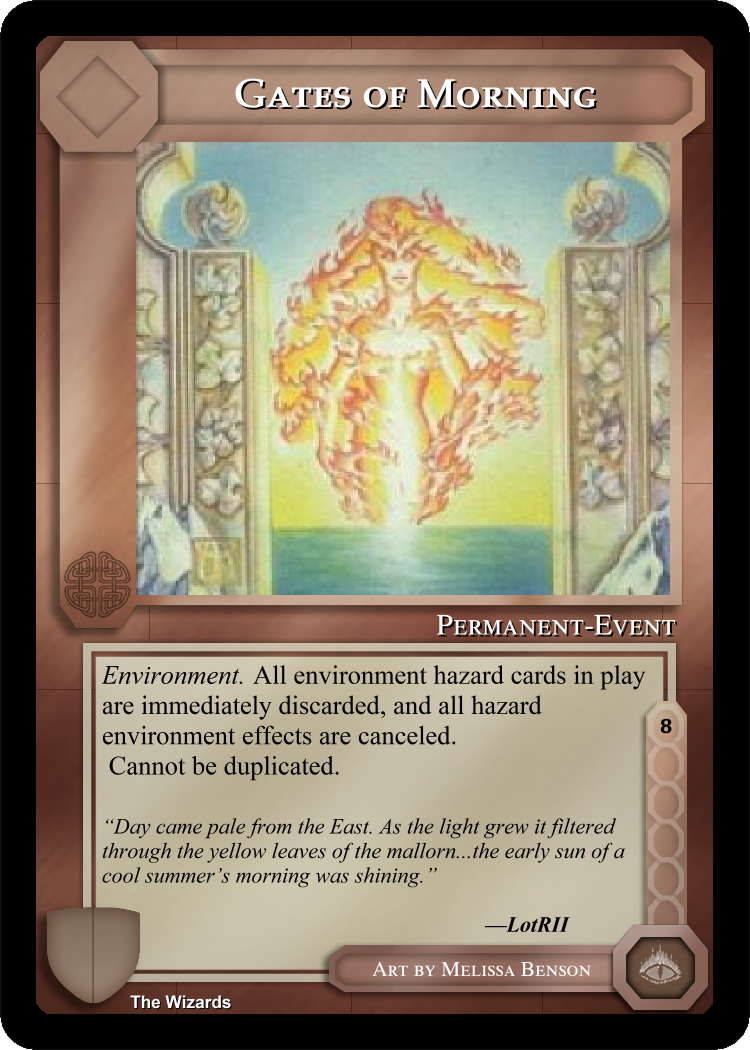 Gates of Morning
Permanent-Event
Environment. All environment hazard cards in play
are immediately discarded, and all hazard
environment effects are canceled.
Cannot be duplicated.
8
“Day came pale from the East. As the light grew it filtered
through the yellow leaves of the mallorn...the early sun of a
cool summer’s morning was shining.”
—LotRII
Art by Melissa Benson
The Wizards